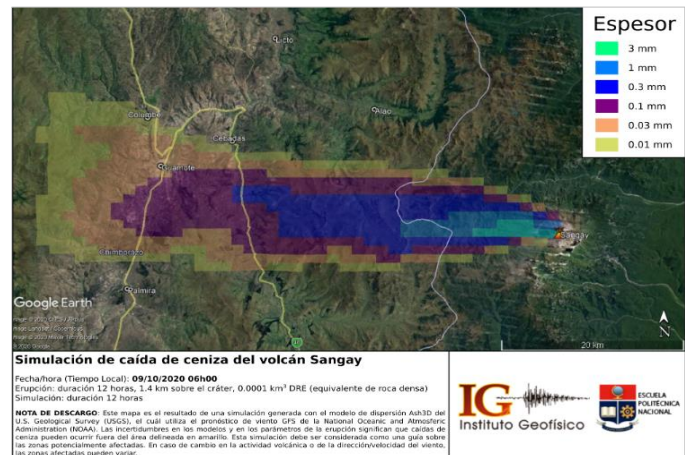 Espesor
3 mm
1 mm
0.3 mm
0.1 mm
0.03 mm
0.01 mm
Licto
Columbe
Alao
Cebadas
Guamote
Sangay
Palmira
Google Earth
20 km
N
Simulación de caída de ceniza del volcán Sangay
Fecha/hora (Tiempo Local): 09/10/2020 06h00
Erupción: duración 12 horas, 1.4 km sobre el cráter, 0.0001 km³ DRE (equivalente de roca densa)
Simulación: duración 12 horas
NOTA DE DESCARGO: Este mapa es el resultado de una simulación generada con el modelo de dispersión Ash3D del
U.S. Geological Survey (USGS), el cuál utiliza el pronóstico de viento GFS de la National Oceanic and Atmosferic
Administration (NOAA). Las incertidumbres en los modelos y en los parámetros de la erupción significan que caídas de
ceniza pueden ocurrir fuera del área delineada en amarillo. Esta simulación debe ser considerada como una guía sobre
las zonas potencialmente afectadas. En caso de cambio en la actividad volcánica o de la dirección/velocidad del viento,
las zonas afectadas pueden variar.
IG
Instituto Geofísico
ESCUELA
POLITÉCNICA
NACIONAL